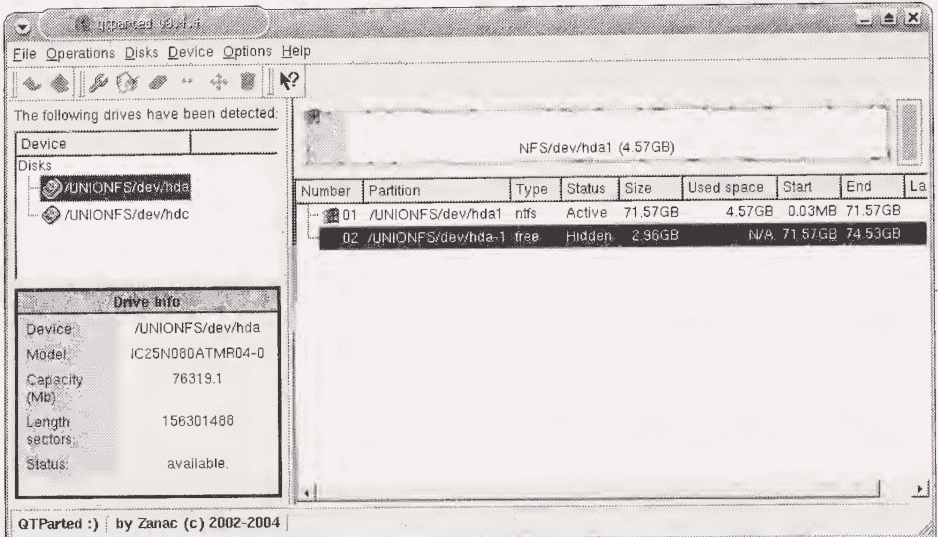 qtparted v0.4.4
File Operations Disks Device Options Help
The following drives have been detected:
Device
Disks
/UNIONFS/dev/hda
/UNIONFS/dev/hdc
NFS/dev/hda1 (4.57GB)
Number Partition Type Status Size Used space Start End La
01 /UNIONFS/dev/hda1 ntfs Active 71.57GB 4.57GB 0.03MB 71.57GB
02 /UNIONFS/dev/hda-1 free Hidden 2.96GB N/A 71.57GB 74.53GB
Drive Info
Device: /UNIONFS/dev/hda
Model: IC25N080ATMR04-0
Capacity (Mb): 76319.1
Length sectors: 156301488
Status: available.
QTParted :) by Zanac (c) 2002-2004